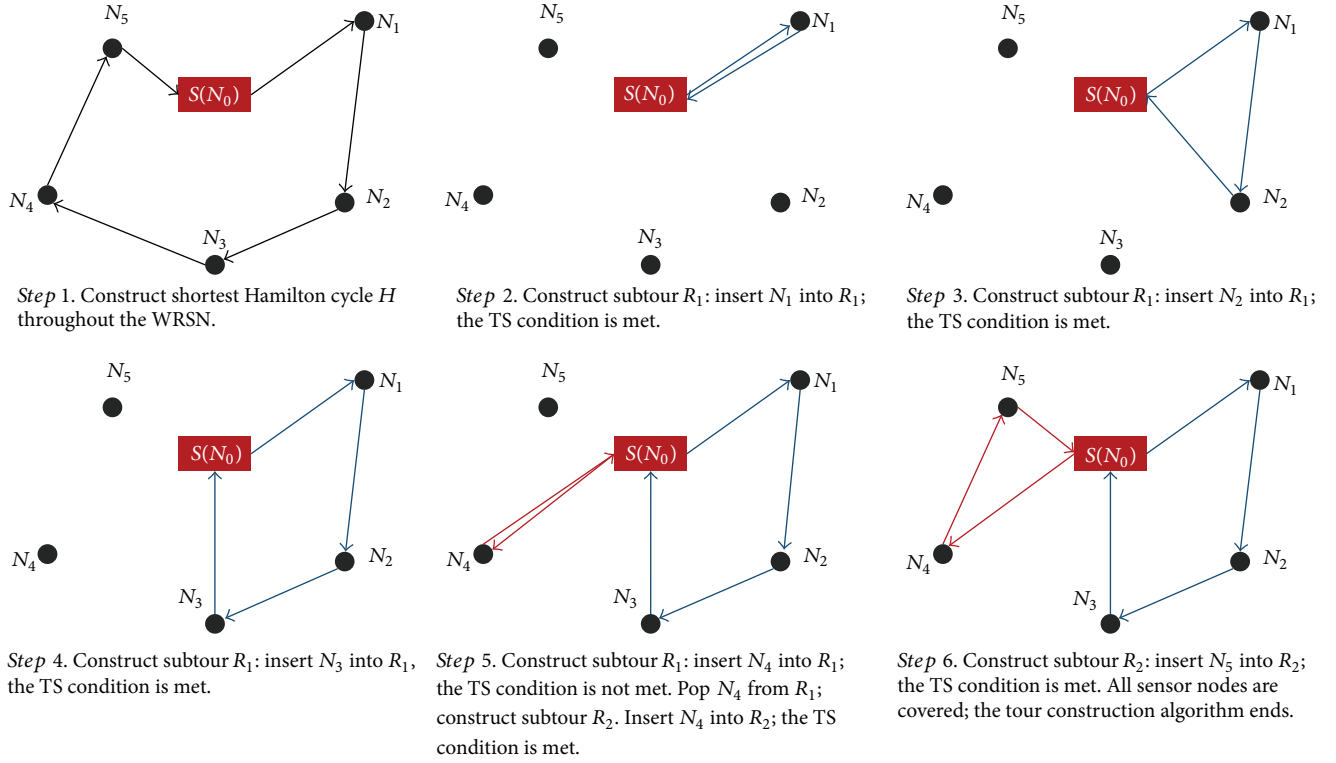 N₅
N₁
S(N₀)
N₄
N₂
N₃
Step 1. Construct shortest Hamilton cycle H
throughout the WRSN.
N₅
N₁
S(N₀)
N₄
N₂
N₃
Step 2. Construct subtour R₁: insert N₁ into R₁;
the TS condition is met.
N₅
N₁
S(N₀)
N₄
N₂
N₃
Step 3. Construct subtour R₁: insert N₂ into R₁;
the TS condition is met.
N₅
N₁
S(N₀)
N₄
N₂
N₃
Step 4. Construct subtour R₁: insert N₃ into R₁,
the TS condition is met.
N₅
N₁
S(N₀)
N₄
N₂
N₃
Step 5. Construct subtour R₁: insert N₄ into R₁;
the TS condition is not met. Pop N₄ from R₁;
construct subtour R₂. Insert N₄ into R₂; the TS
condition is met.
N₅
N₁
S(N₀)
N₄
N₂
N₃
Step 6. Construct subtour R₂: insert N₅ into R₂;
the TS condition is met. All sensor nodes are
covered; the tour construction algorithm ends.